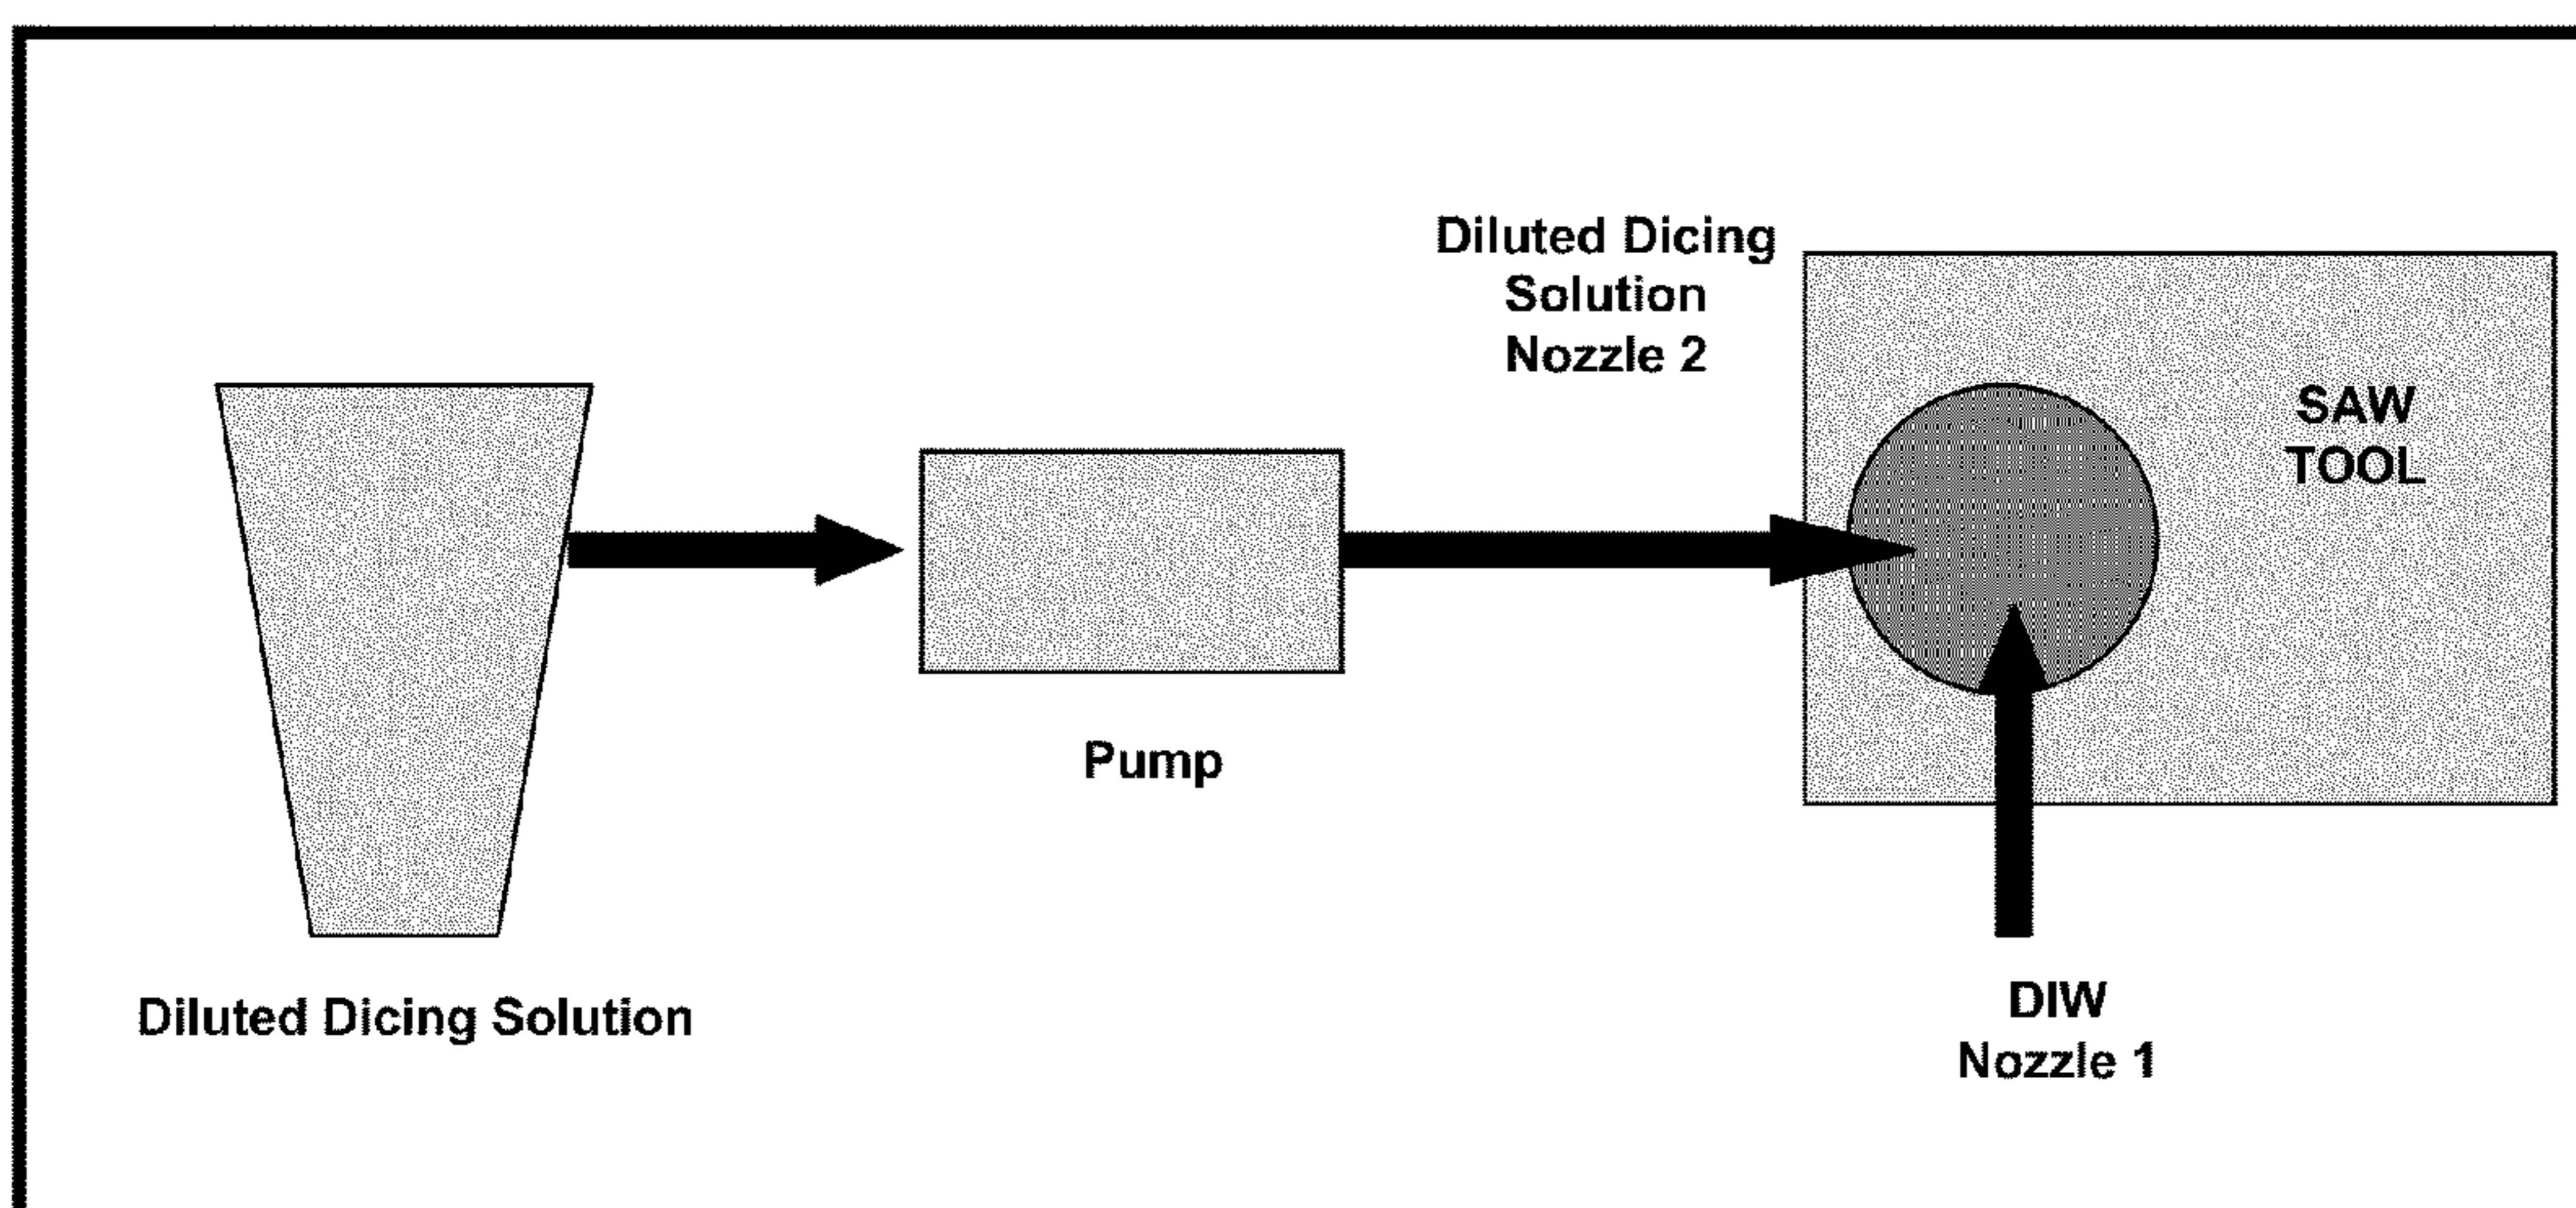 Diluted Dicing
Solution
Nozzle 2
SAW
TOOL
Pump
Diluted Dicing Solution
DIW
Nozzle 1